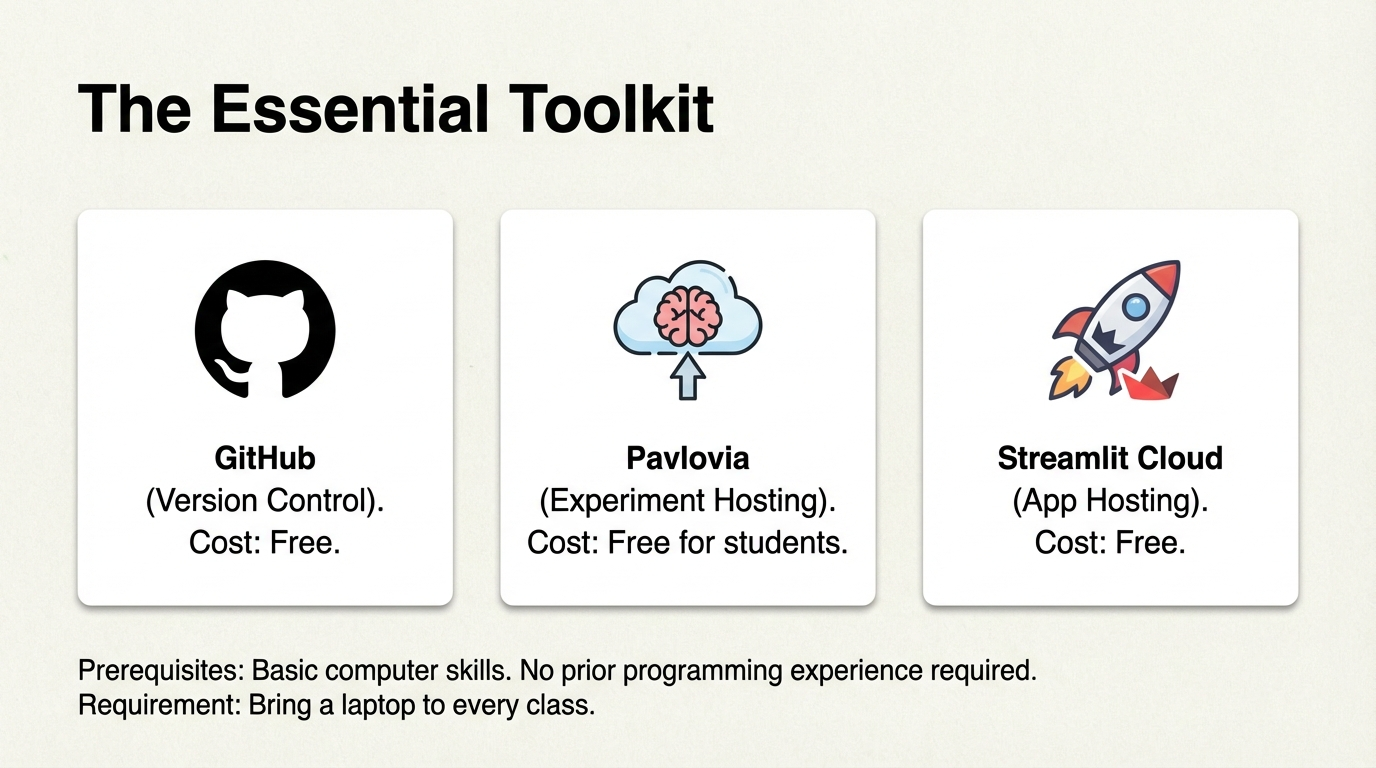 The Essential Toolkit
GitHub
(Version Control).
Cost: Free.
Pavlovia
(Experiment Hosting).
Cost: Free for students.
Streamlit Cloud
(App Hosting).
Cost: Free.
Prerequisites: Basic computer skills. No prior programming experience required.
Requirement: Bring a laptop to every class.